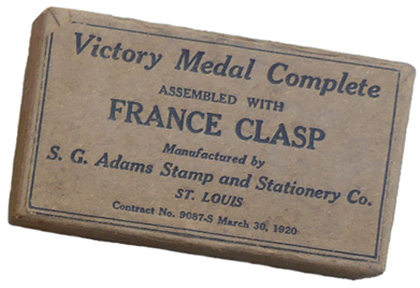 Victory Medal Complete
ASSEMBLED WITH
FRANCE CLASP
Manufactured by
S. G. Adams Stamp and Stationery Co.
ST. LOUIS
Contract No. 9087-S March 30, 1920